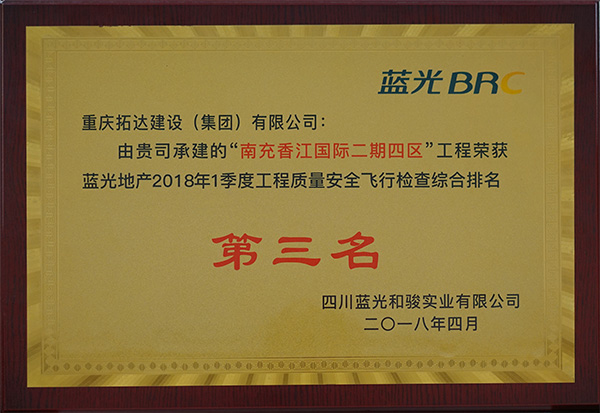 蓝光 BRC
重庆拓达建设（集团）有限公司：
由贵司承建的“南充香江国际二期四区”工程荣获
蓝光地产2018年1季度工程质量安全飞行检查综合排名
第三名
四川蓝光和骏实业有限公司
二〇一八年四月